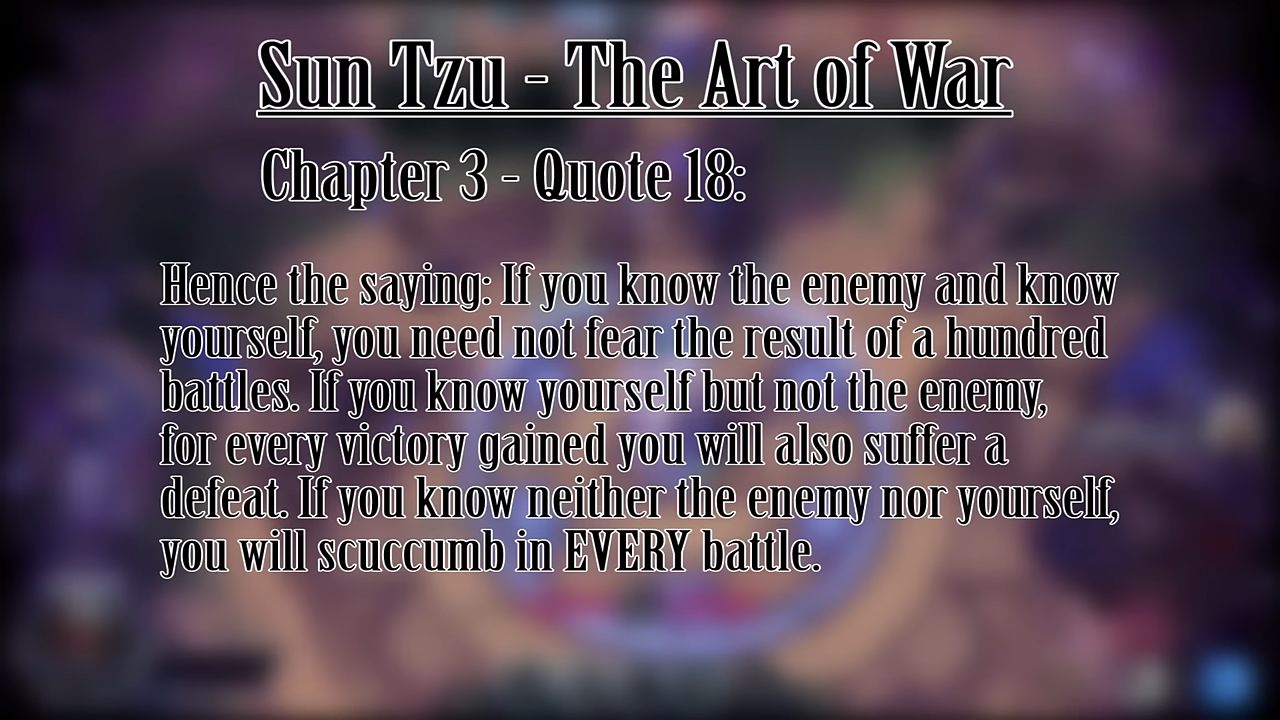 Sun Tzu - The Art of War
Chapter 3 - Quote 18:
Hence the saying: If you know the enemy and know
yourself, you need not fear the result of a hundred
battles. If you know yourself but not the enemy,
for every victory gained you will also suffer a
defeat. If you know neither the enemy nor yourself,
you will scuccumb in EVERY battle.